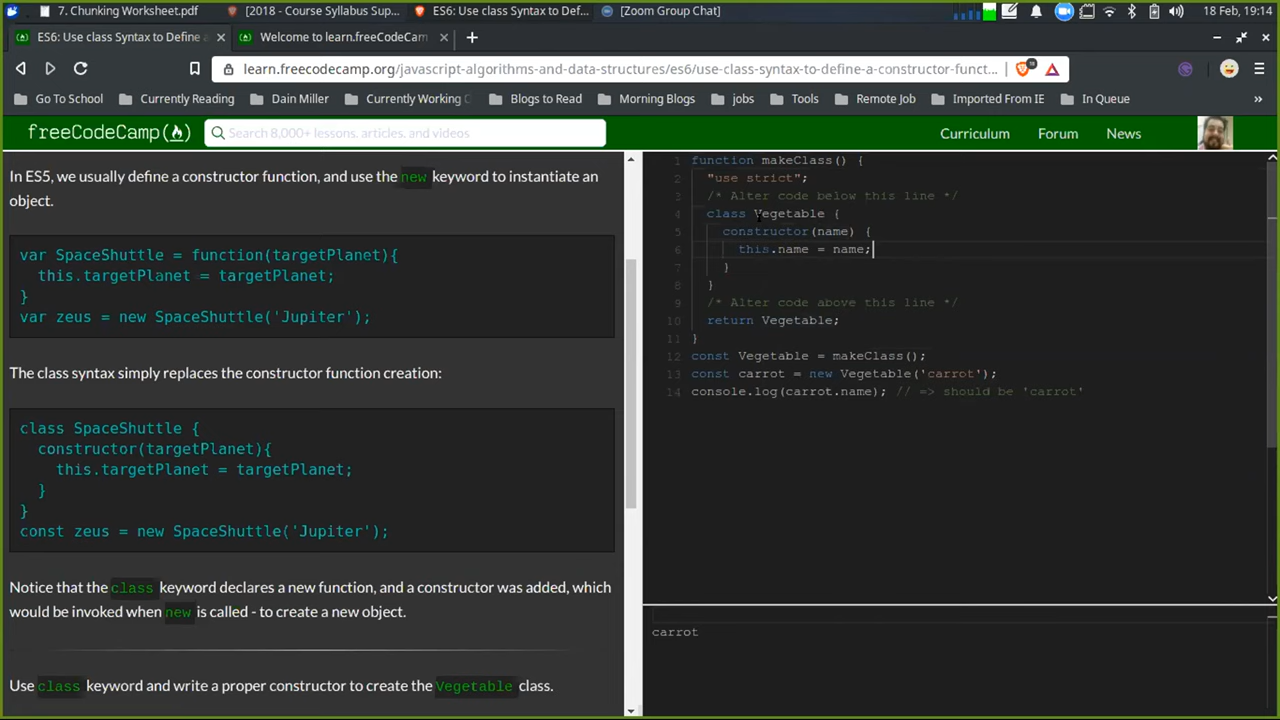 7. Chunking Worksheet.pdf
[2018 - Course Syllabus Sup...
ES6: Use class Syntax to Def...
[Zoom Group Chat]
18 Feb, 19:14
ES6: Use class Syntax to Define a
Welcome to learn.freeCodeCam
learn.freecodecamp.org/javascript-algorithms-and-data-structures/es6/use-class-syntax-to-define-a-constructor-funct...
18
Go To School
Currently Reading
Dain Miller
Currently Working
Blogs to Read
Morning Blogs
jobs
Tools
Remote Job
Imported From IE
In Queue
freeCodeCamp
Search 8,000+ lessons, articles, and videos
Curriculum
Forum
News
In ES5, we usually define a constructor function, and use the new keyword to instantiate an
object.
var SpaceShuttle = function(targetPlanet){
this.targetPlanet = targetPlanet;
}
var zeus = new SpaceShuttle('Jupiter');
The class syntax simply replaces the constructor function creation:
class SpaceShuttle {
constructor(targetPlanet){
this.targetPlanet = targetPlanet;
}
}
const zeus = new SpaceShuttle('Jupiter');
Notice that the class keyword declares a new function, and a constructor was added, which
would be invoked when new is called - to create a new object.
Use class keyword and write a proper constructor to create the Vegetable class.
1 function makeClass() {
2 "use strict";
3 /* Alter code below this line */
4 class Vegetable {
5 constructor(name) {
6 this.name = name;
7 }
8 }
9 /* Alter code above this line */
10 return Vegetable;
11 }
12 const Vegetable = makeClass();
13 const carrot = new Vegetable('carrot');
14 console.log(carrot.name); // => should be 'carrot'
carrot